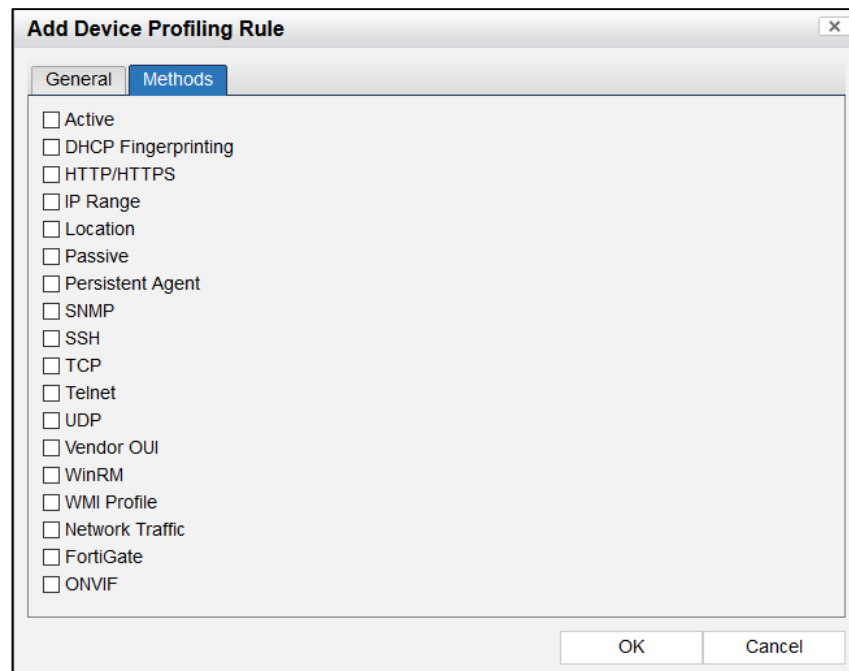 Add Device Profiling Rule
General Methods
Active
DHCP Fingerprinting
HTTP/HTTPS
IP Range
Location
Passive
Persistent Agent
SNMP
SSH
TCP
Telnet
UDP
Vendor OUI
WinRM
WMI Profile
Network Traffic
FortiGate
ONVIF
OK Cancel